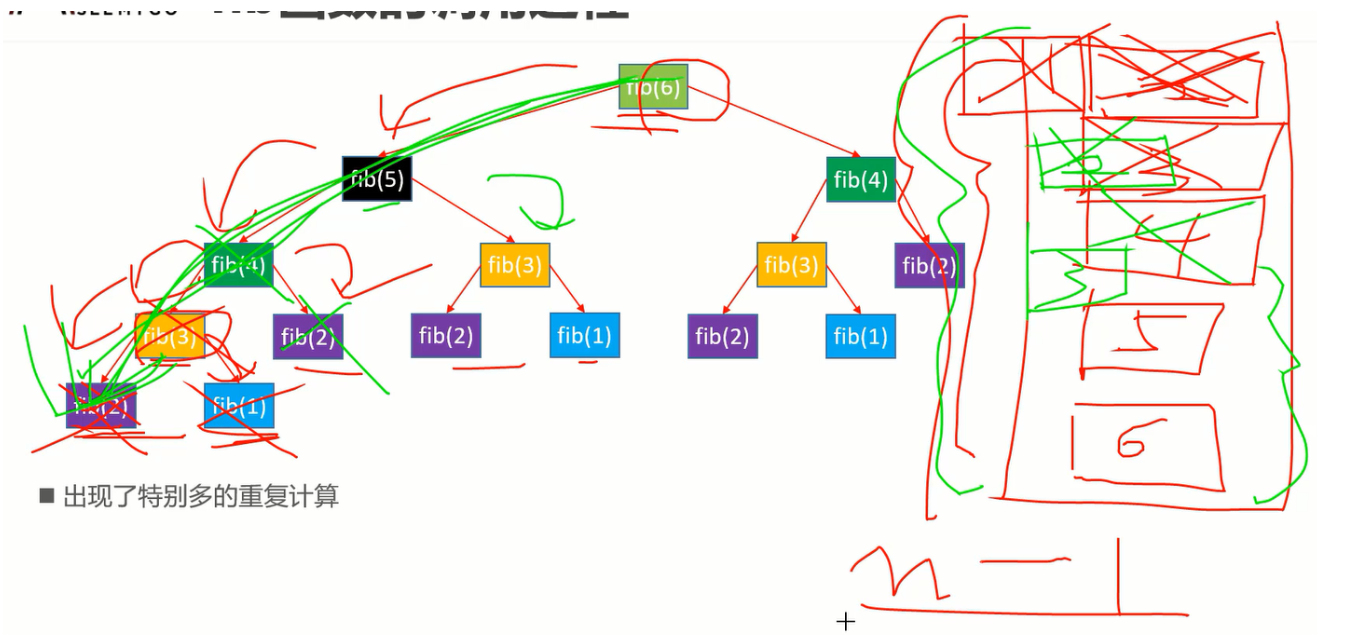 fib(6)
fib(5) fib(4)
fib(4) fib(3) fib(3) fib(2)
fib(3) fib(2) fib(2) fib(1) fib(2) fib(1)
fib(2) fib(1)
3
5
6
■ 出现了特别多的重复计算
n - 1